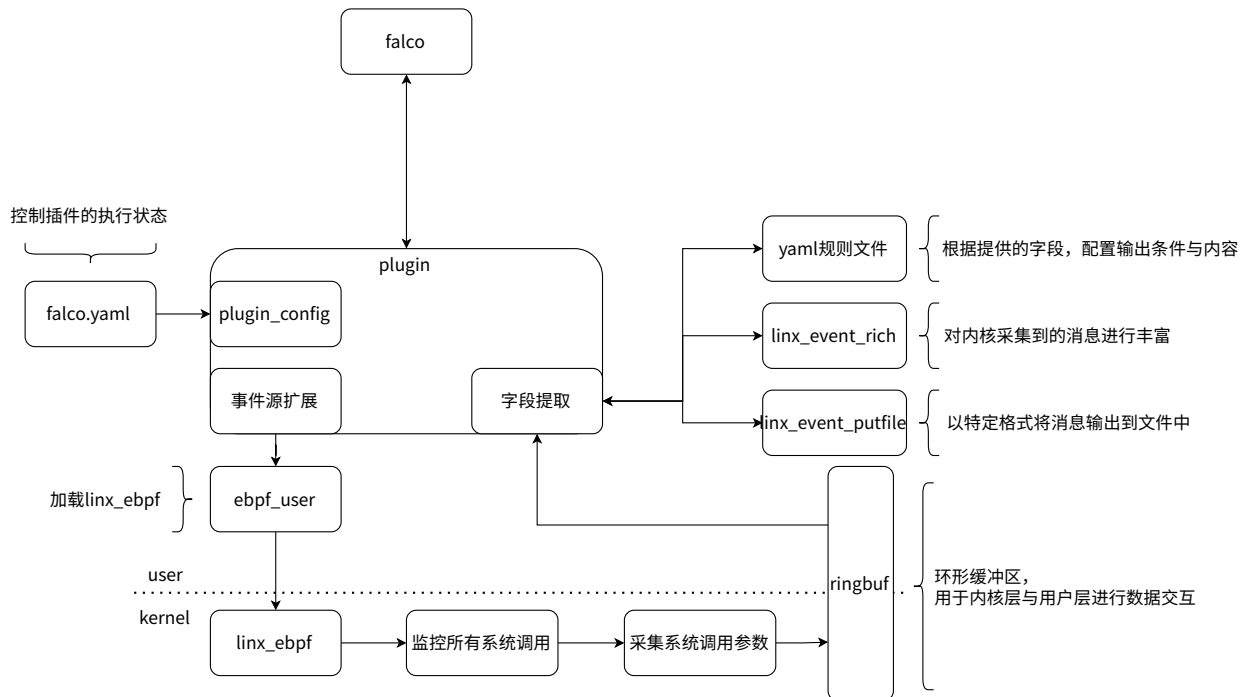 falco
控制插件的执行状态
plugin
falco.yaml
plugin_config
yaml规则文件
根据提供的字段，配置输出条件与内容
linx_event_rich
对内核采集到的消息进行丰富
事件源扩展
字段提取
linx_event_putfile
以特定格式将消息输出到文件中
加载linx_ebpf
ebpf_user
user
kernel
ringbuf
环形缓冲区，
用于内核层与用户层进行数据交互
linx_ebpf
监控所有系统调用
采集系统调用参数